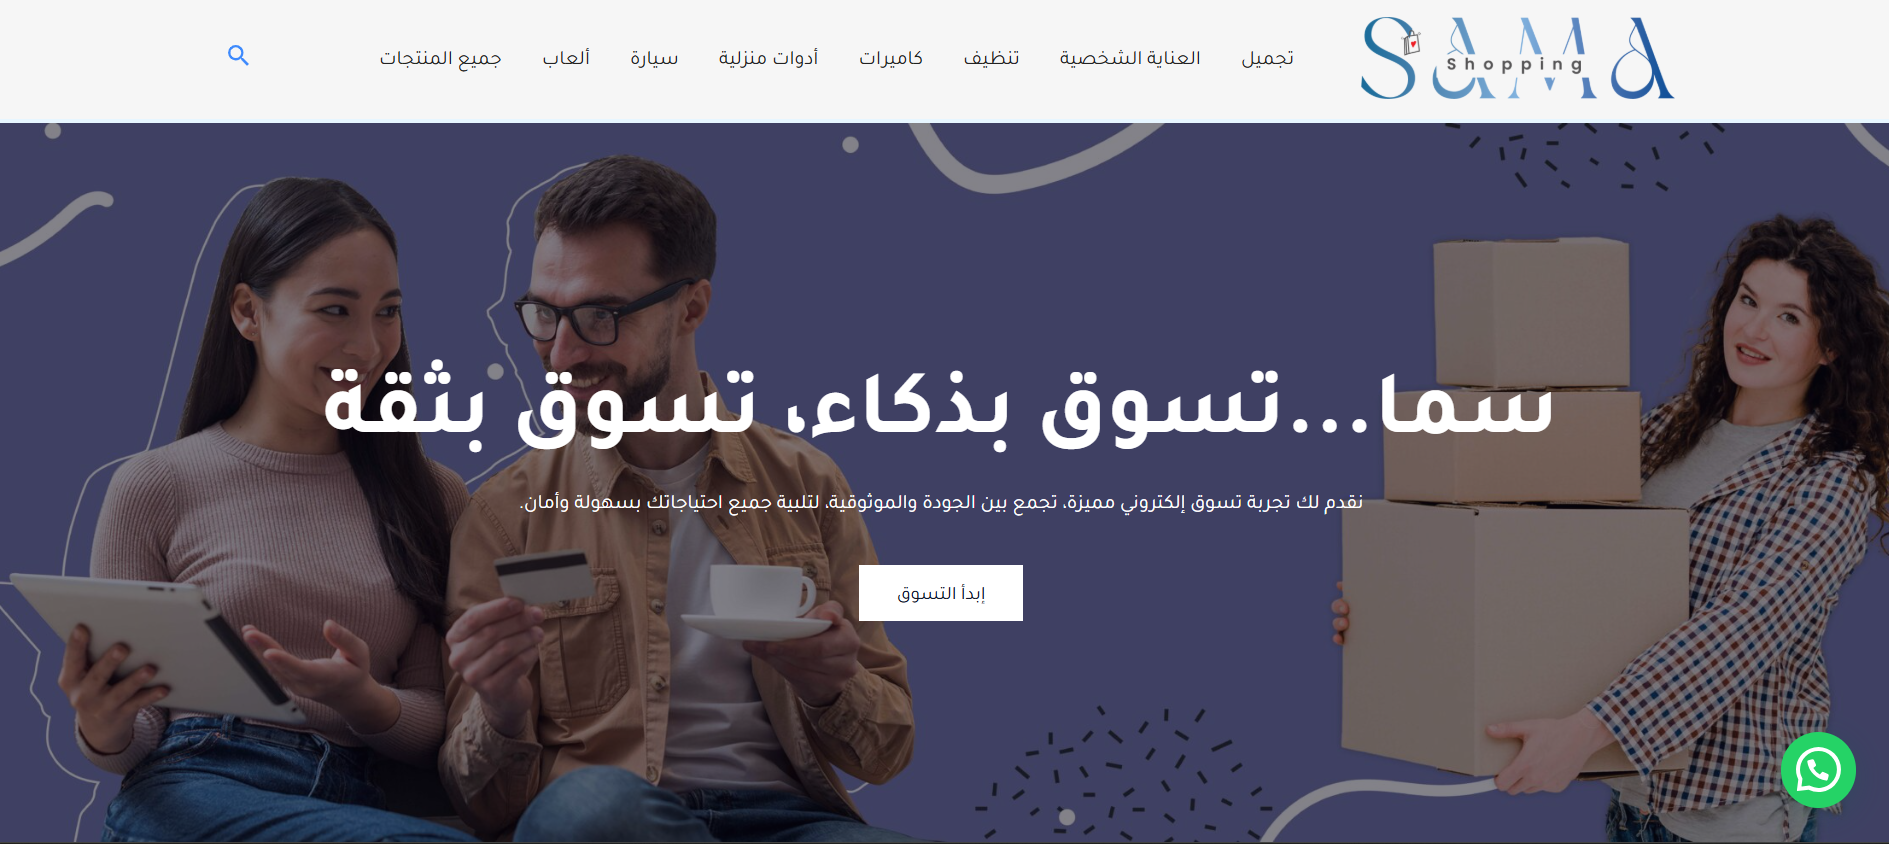 SAMA
Shopping
تجميل العناية الشخصية تنظيف كاميرات أدوات منزلية سيارة ألعاب جميع المنتجات
سما...تسوق بذكاء، تسوق بثقة
نقدم لك تجربة تسوق إلكتروني مميزة، تجمع بين الجودة والموثوقية، لتلبية جميع احتياجاتك بسهولة وأمان.
إبدأ التسوق